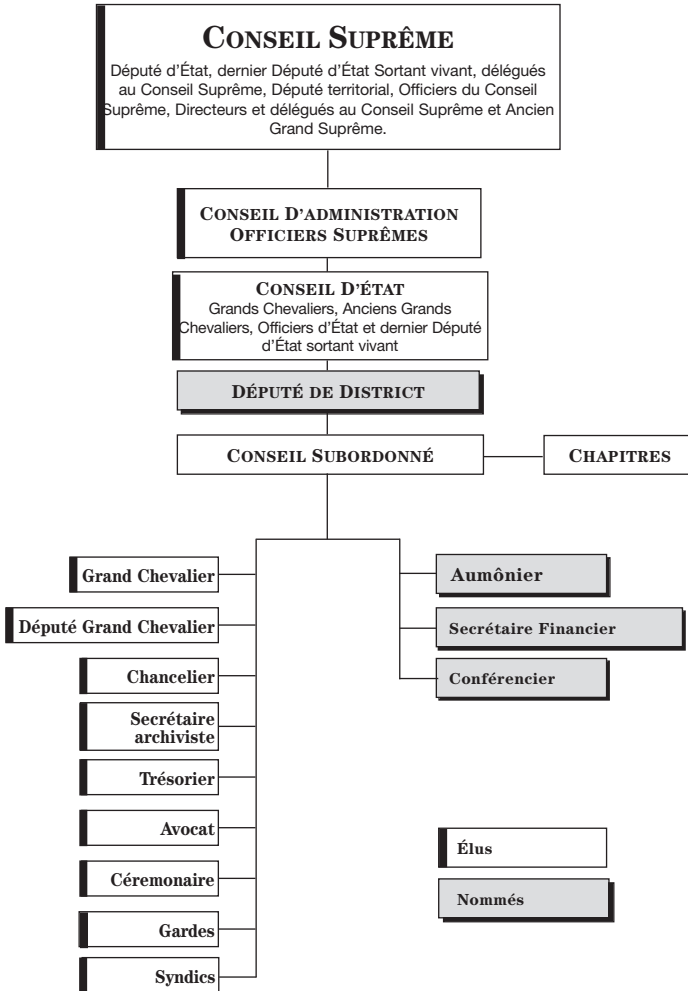 CONSEIL SUPRÊME
Député d'État, dernier Député d'État Sortant vivant, délégués
au Conseil Suprême, Député territorial, Officiers du Conseil
Suprême, Directeurs et délégués au Conseil Suprême et Ancien
Grand Suprême.
CONSEIL D'ADMINISTRATION
OFFICIERS SUPRÊMES
CONSEIL D'ÉTAT
Grands Chevaliers, Anciens Grands
Chevaliers, Officiers d'État et dernier Député
d'État sortant vivant
DÉPUTÉ DE DISTRICT
CONSEIL SUBORDONNÉ
CHAPITRES
Grand Chevalier
Député Grand Chevalier
Chancelier
Secrétaire
archiviste
Trésorier
Avocat
Céremonaire
Gardes
Syndics
Aumônier
Secrétaire Financier
Conférencier
Élus
Nommés